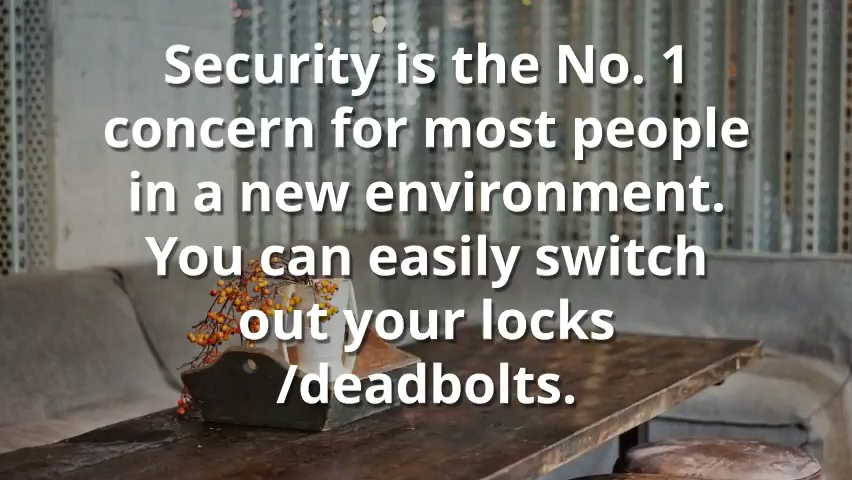 Security is the No. 1
concern for most people
in a new environment.
You can easily switch
out your locks
/deadbolts.